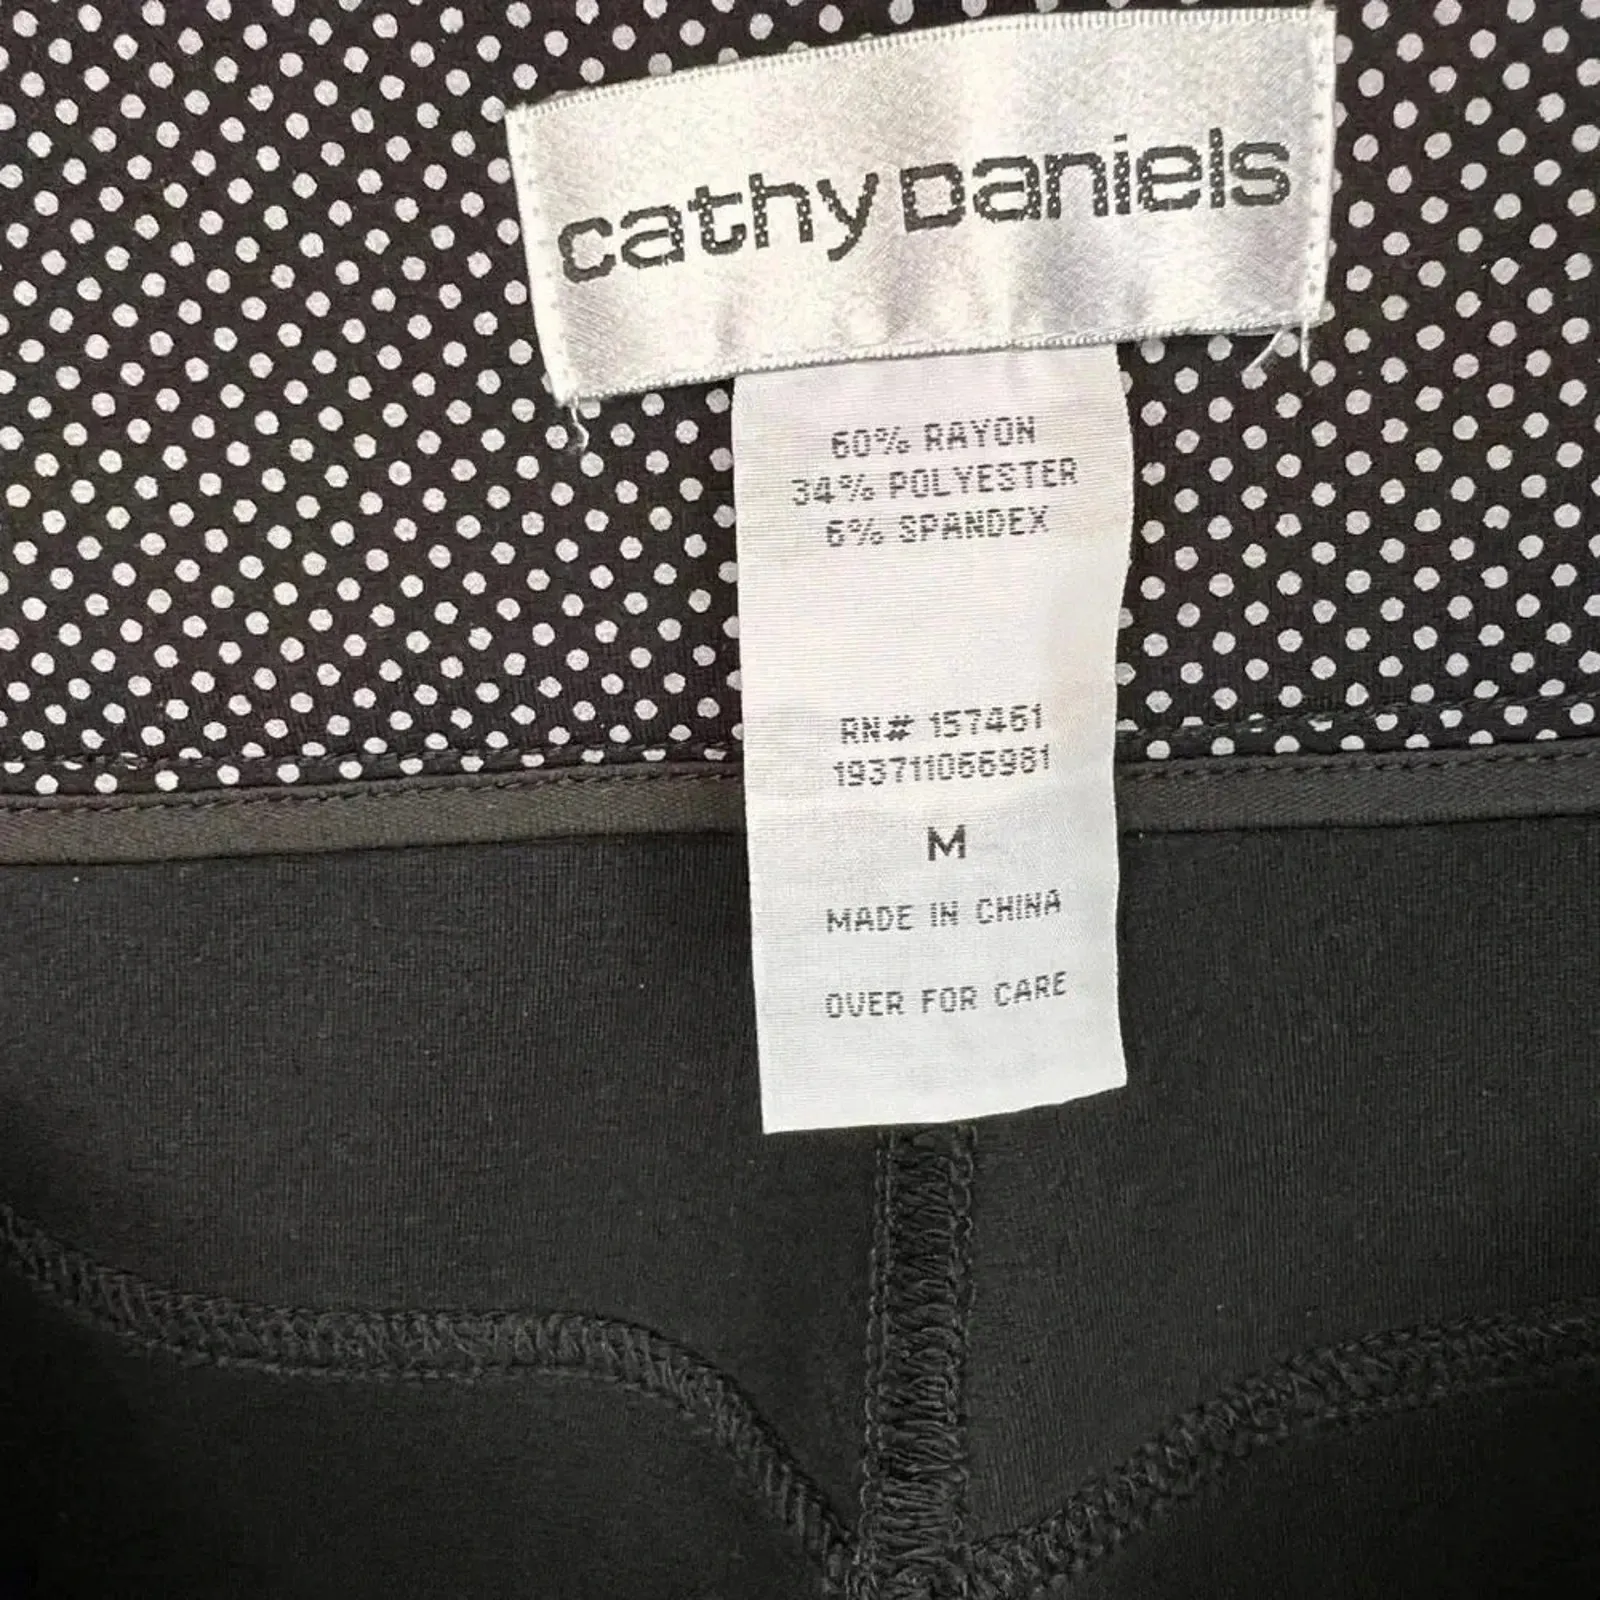 cathy Daniels
60% RAYON
34% POLYESTER
6% SPANDEX
RN# 157461
193711066981
M
MADE IN CHINA
OVER FOR CARE